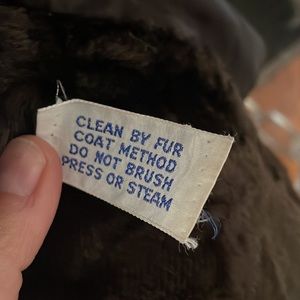 CLEAN BY FUR
COAT METHOD
DO NOT BRUSH
PRESS OR STEAM